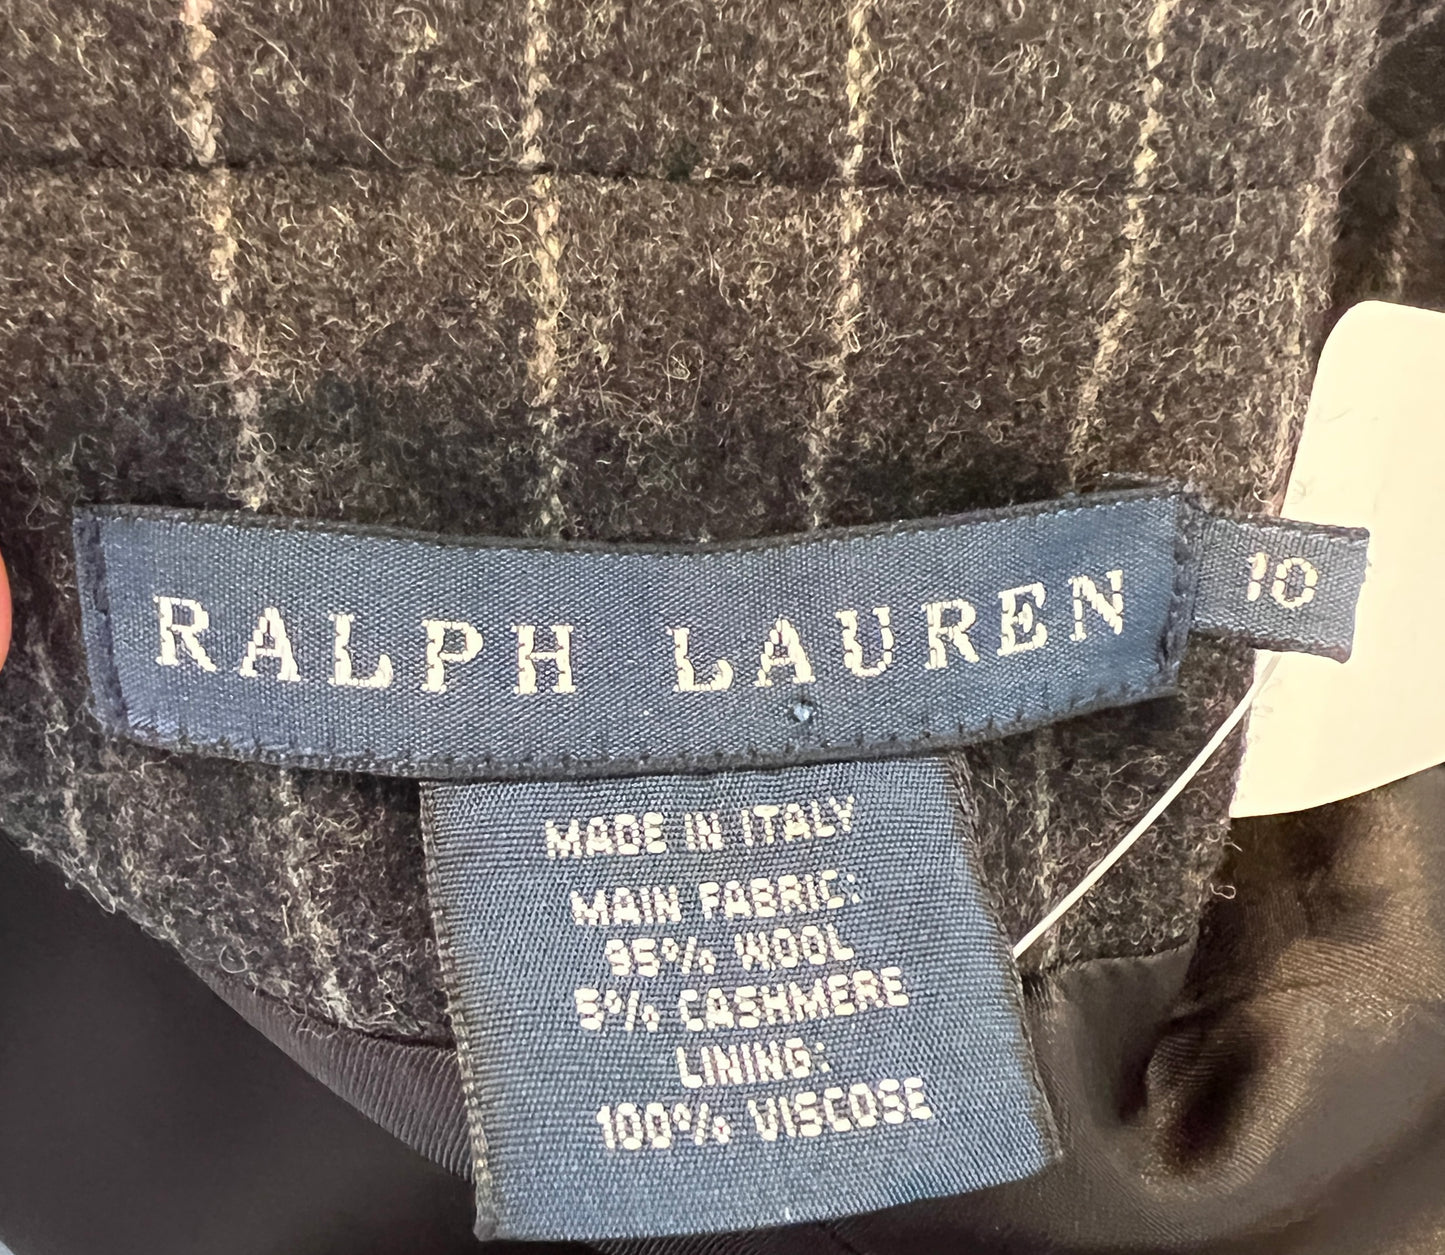 RALPH LAUREN
10
MADE IN ITALY
MAIN FABRIC:
95% WOOL
5% CASHMERE
LINING:
100% VISCOSE